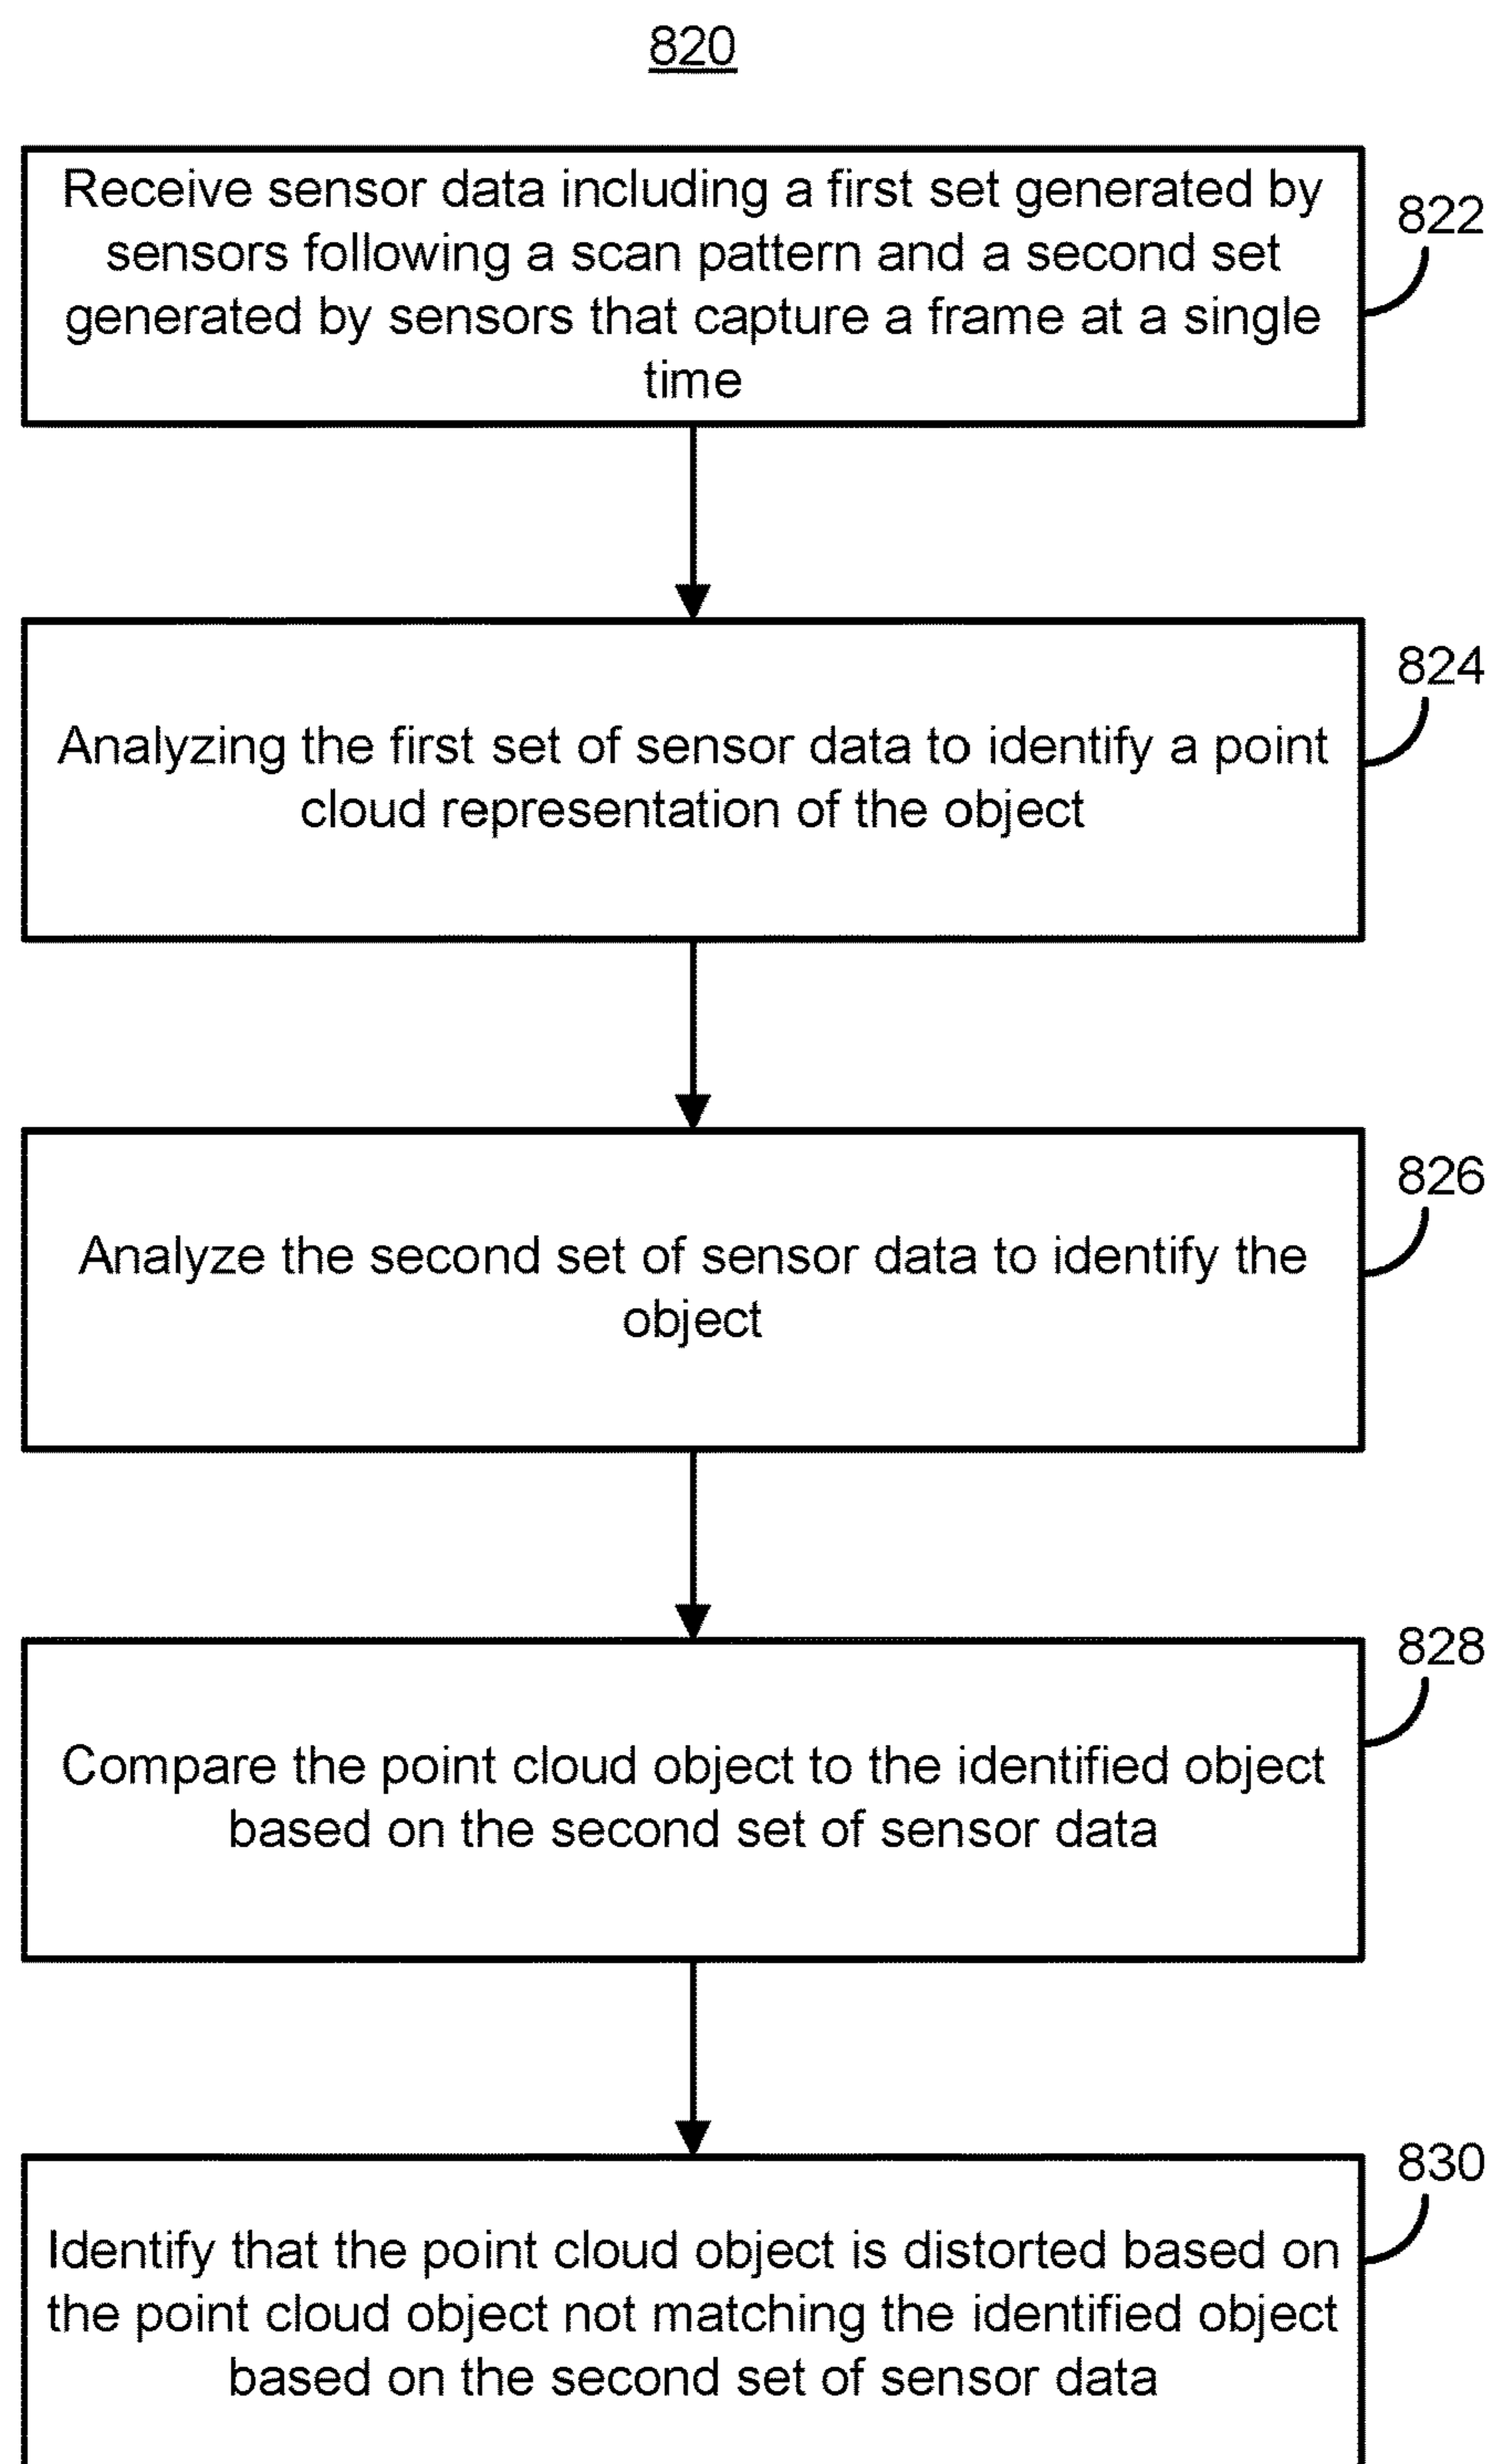 820
Receive sensor data including a first set generated by
sensors following a scan pattern and a second set
generated by sensors that capture a frame at a single
time
822
Analyzing the first set of sensor data to identify a point
cloud representation of the object
824
Analyze the second set of sensor data to identify the
object
826
Compare the point cloud object to the identified object
based on the second set of sensor data
828
Identify that the point cloud object is distorted based on
the point cloud object not matching the identified object
based on the second set of sensor data
830